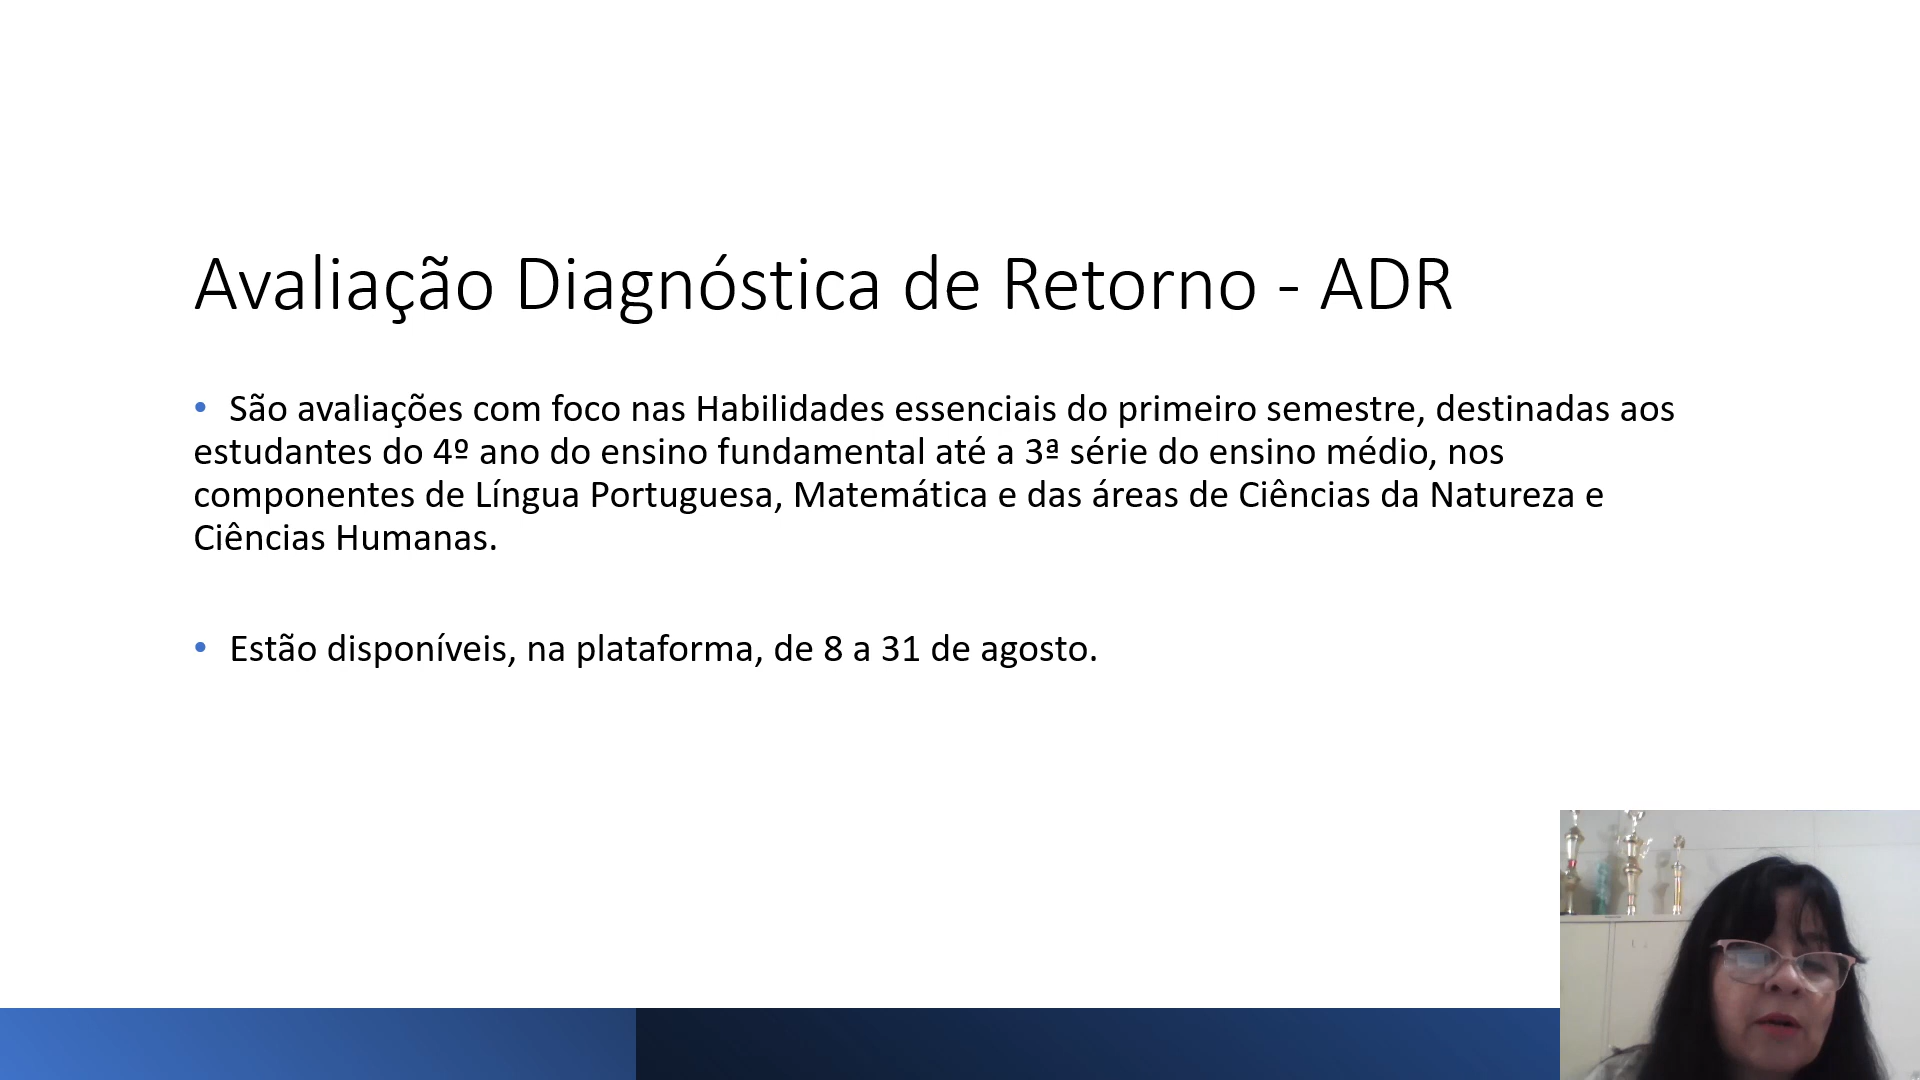 Avaliação Diagnóstica de Retorno - ADR
• São avaliações com foco nas Habilidades essenciais do primeiro semestre, destinadas aos
estudantes do 4º ano do ensino fundamental até a 3ª série do ensino médio, nos
componentes de Língua Portuguesa, Matemática e das áreas de Ciências da Natureza e
Ciências Humanas.
• Estão disponíveis, na plataforma, de 8 a 31 de agosto.